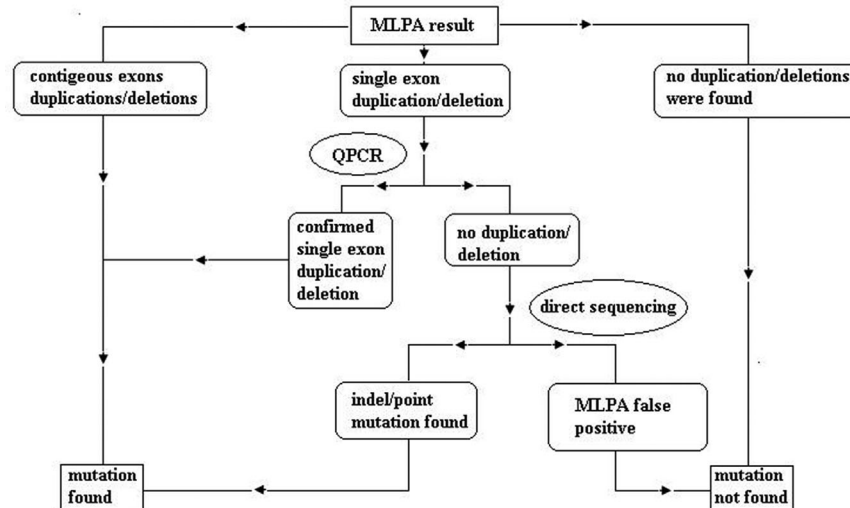 MLPA result
contigeous exons
duplications/deletions
single exon
duplication/deletion
no duplication/deletions
were found
QPCR
confirmed
single exon
duplication/
deletion
no duplication/
deletion
direct sequencing
indel/point
mutation found
MLPA false
positive
mutation
found
mutation
not found